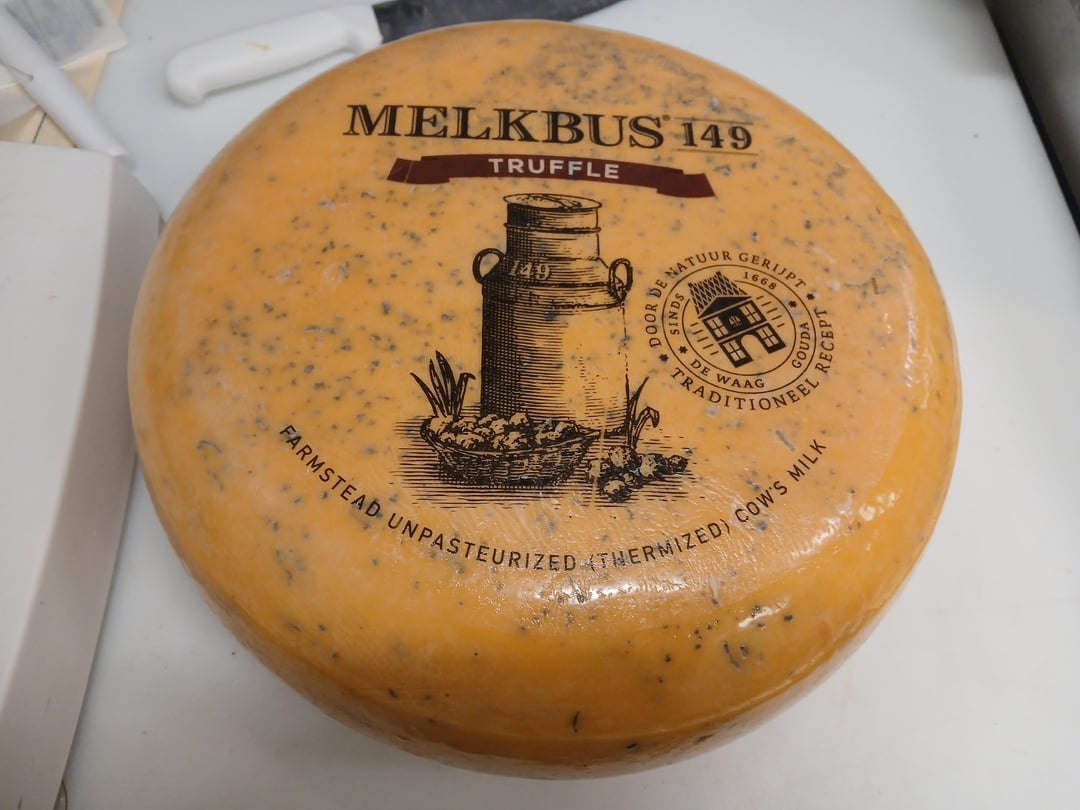 MELKBUS® 149
TRUFFLE
149
DOOR DE NATUUR GERIJPT
TRADITIONEEL RECEPT
SINDS 1668
DE WAAG GOUDA
FARMSTEAD UNPASTEURIZED (THERMIZED) COW'S MILK